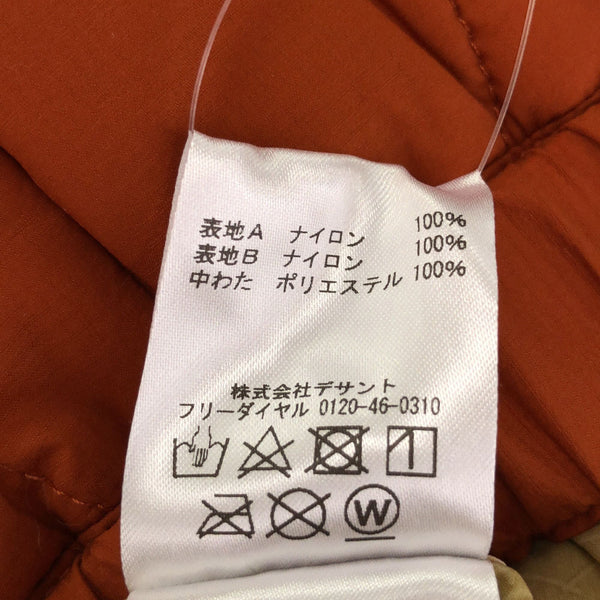 表地A ナイロン 100%
表地B ナイロン 100%
中わた ポリエステル 100%
株式会社デサント
フリーダイヤル 0120-46-0310
W